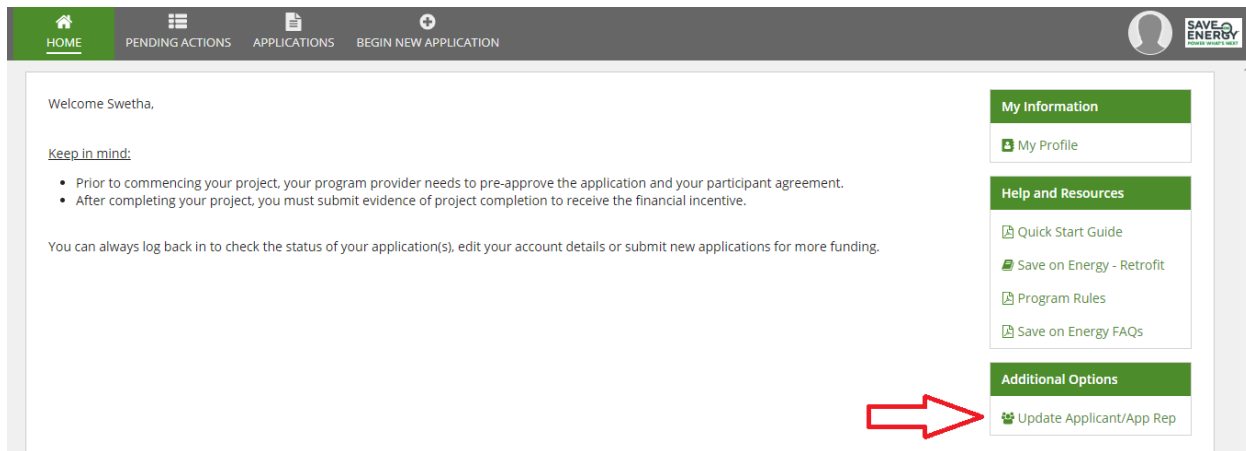 HOME
PENDING ACTIONS
APPLICATIONS
BEGIN NEW APPLICATION
SAVE ON
ENERGY
POWER WHAT'S NEXT
Welcome Swetha,
Keep in mind:
• Prior to commencing your project, your program provider needs to pre-approve the application and your participant agreement.
• After completing your project, you must submit evidence of project completion to receive the financial incentive.
You can always log back in to check the status of your application(s), edit your account details or submit new applications for more funding.
My Information
My Profile
Help and Resources
Quick Start Guide
Save on Energy - Retrofit
Program Rules
Save on Energy FAQs
Additional Options
Update Applicant/App Rep